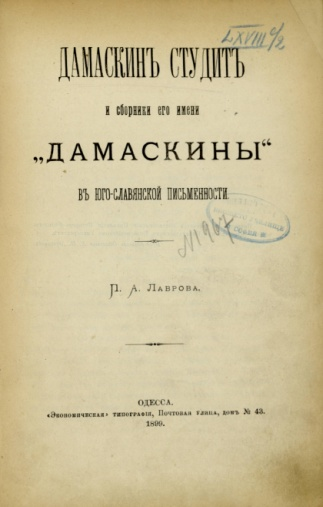 LXVIII
ДАМАСКИНЪ СТУДИТЪ
и сборники его имени
„ДАМАСКИНЫ“
ВЪ ЮГО-СЛАВЯНСКОЙ ПИСЬМЕННОСТИ.
П. А. Лаврова.
ОДЕССА.
«Экономическая» типографія, Почтовая улица, домъ № 43.
1899.